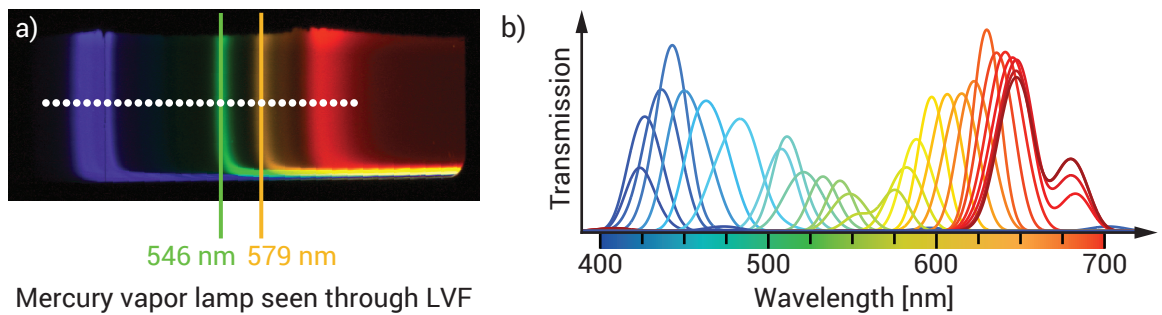 a)
546 nm 579 nm
Mercury vapor lamp seen through LVF
b)
Transmission
400 500 600 700
Wavelength [nm]